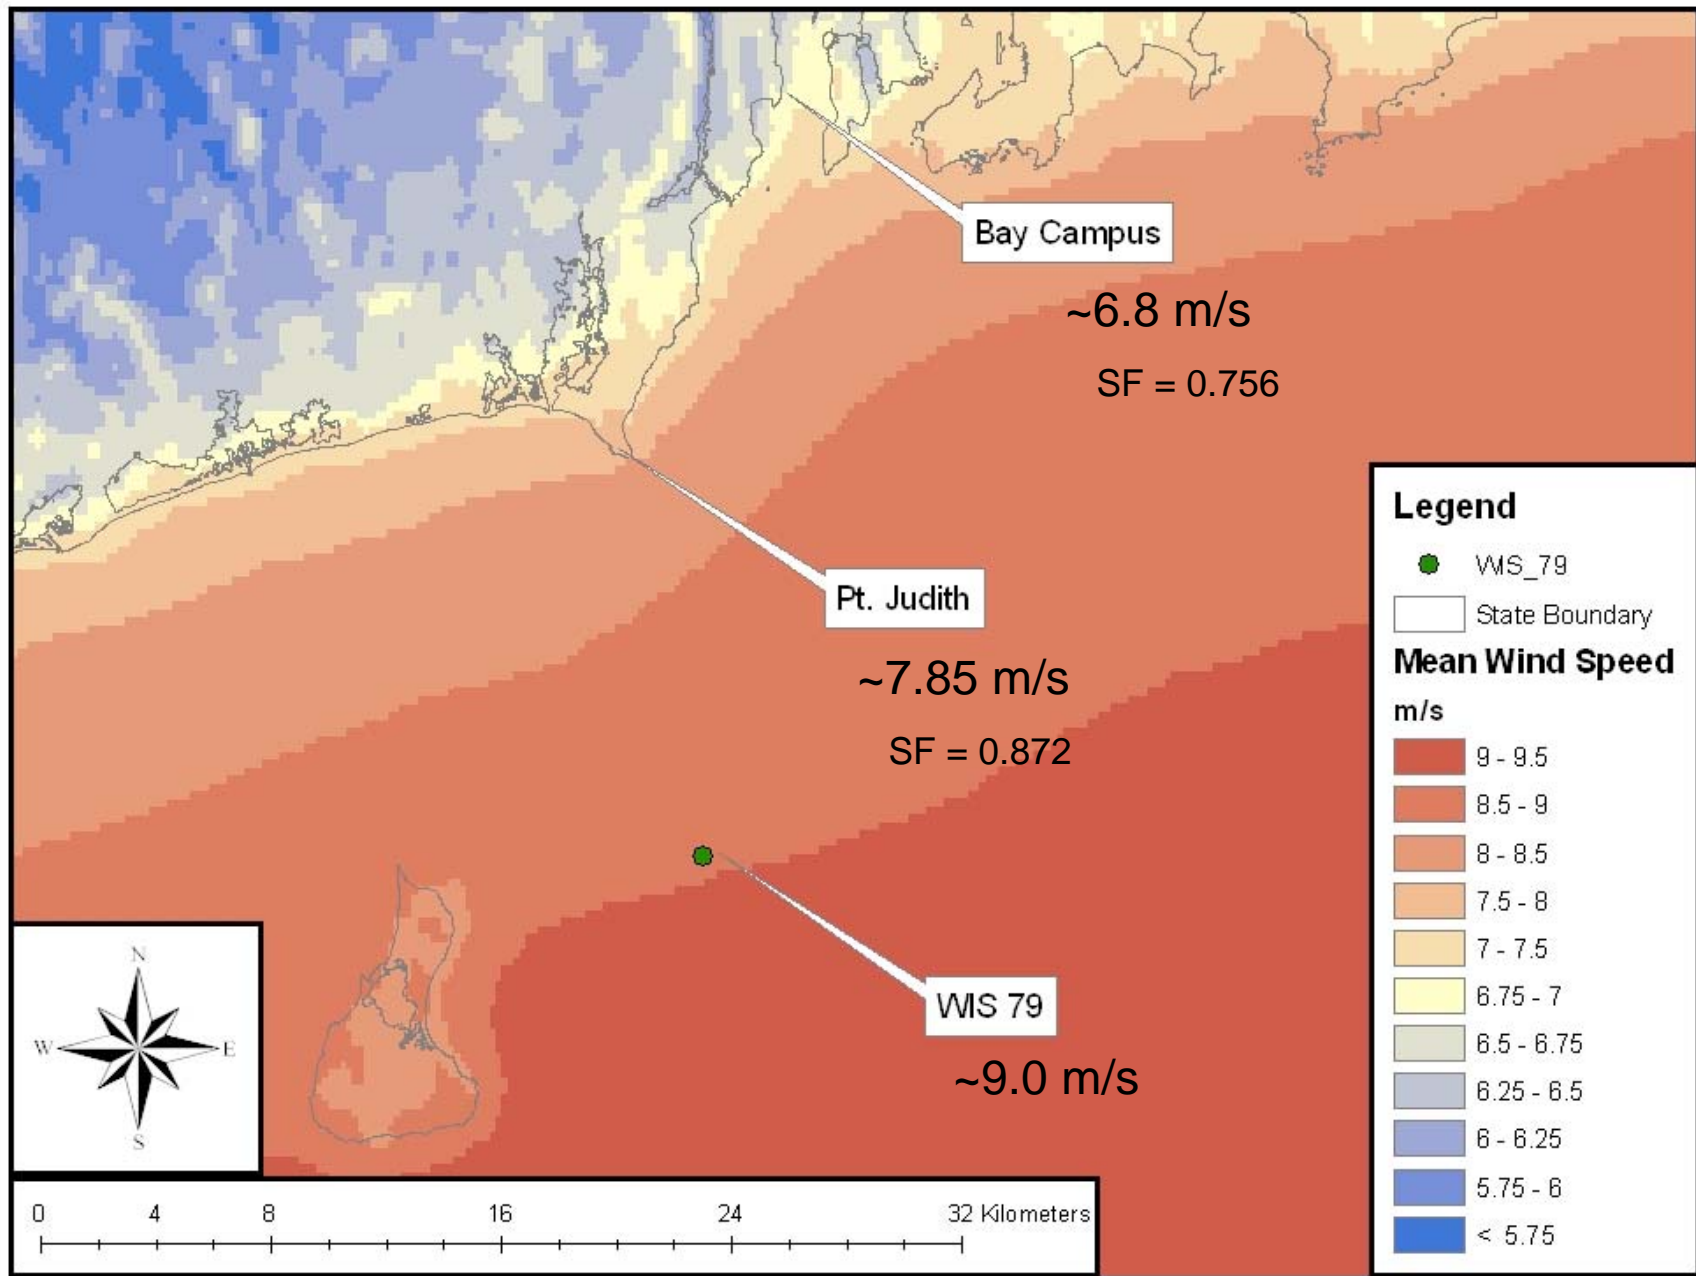 Bay Campus
~6.8 m/s
SF = 0.756
Pt. Judith
~7.85 m/s
SF = 0.872
WIS 79
~9.0 m/s
N
W
E
S
0 4 8 16 24 32 Kilometers
Legend
WIS_79
State Boundary
Mean Wind Speed
m/s
9 - 9.5
8.5 - 9
8 - 8.5
7.5 - 8
7 - 7.5
6.75 - 7
6.5 - 6.75
6.25 - 6.5
6 - 6.25
5.75 - 6
< 5.75